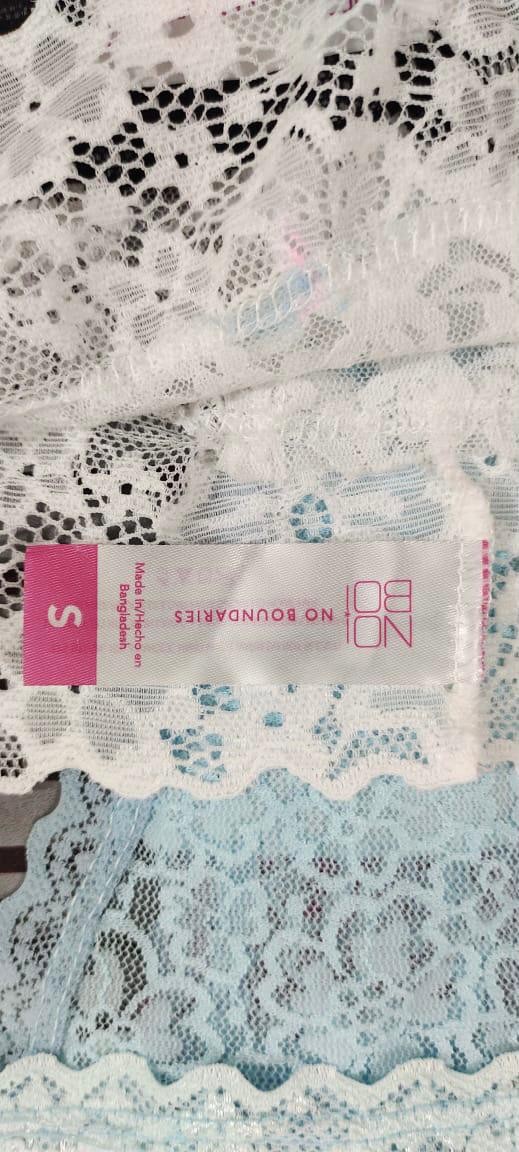 NO
BO!
NO BOUNDARIES
Made in/Hecho en
Bangladesh
S